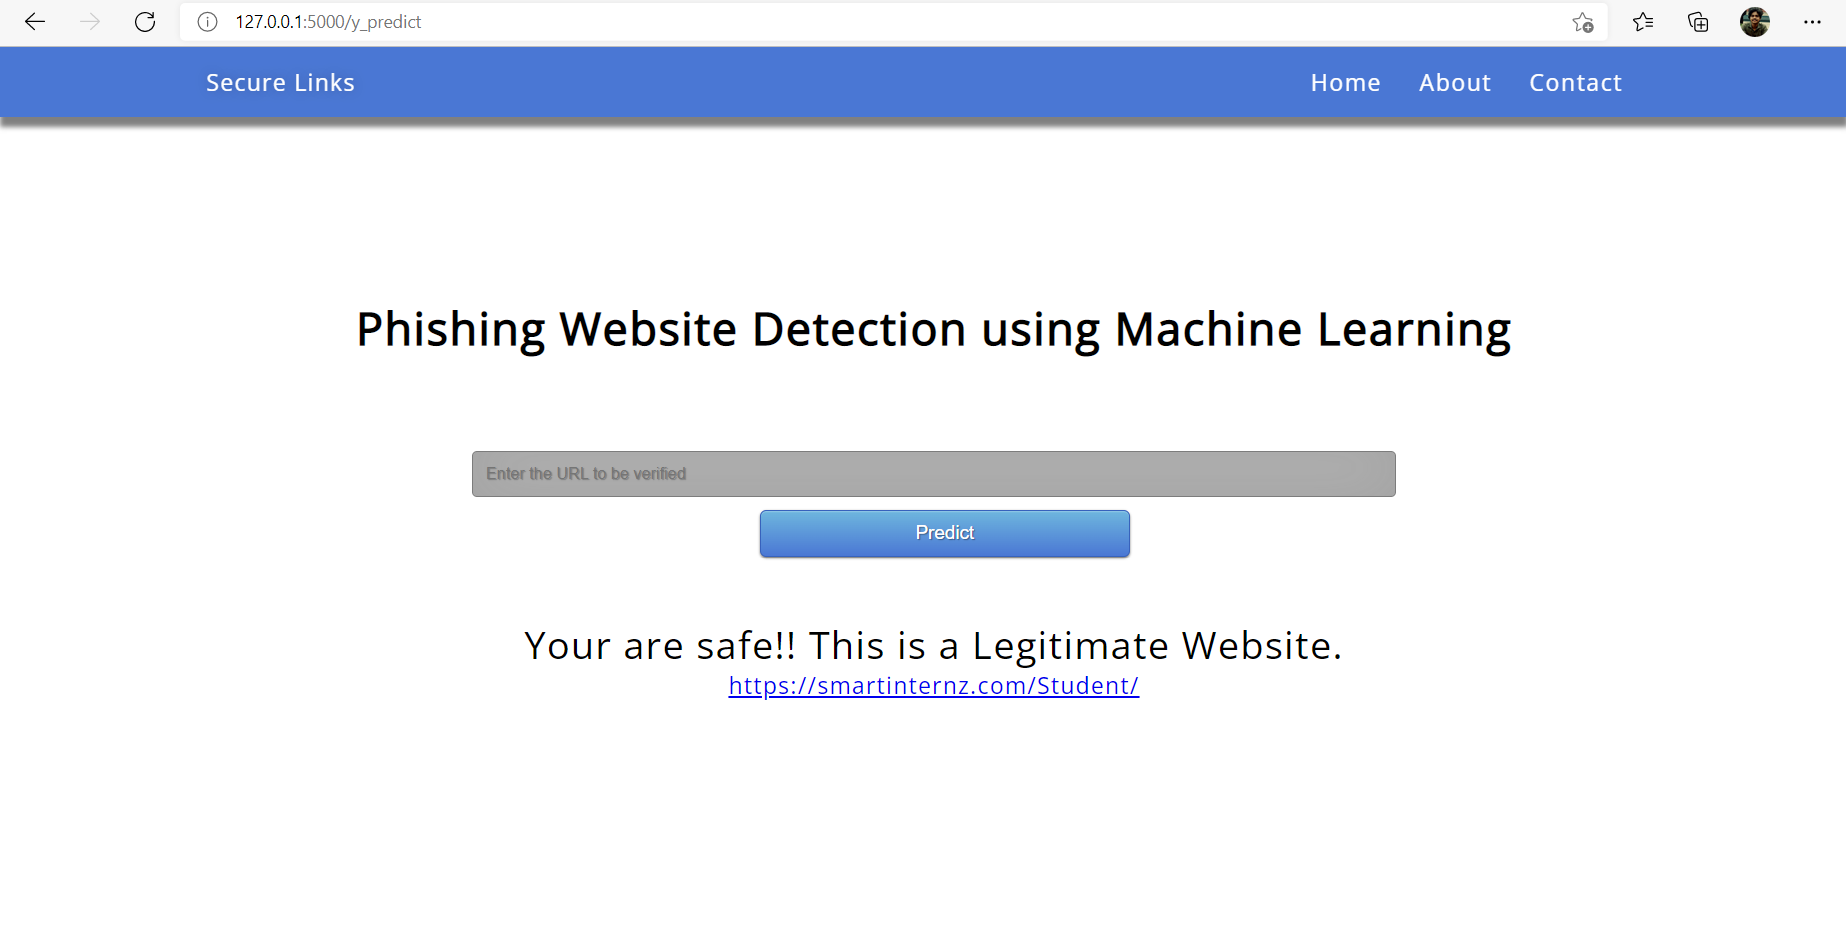 127.0.0.1:5000/y_predict
Secure Links Home About Contact
Phishing Website Detection using Machine Learning
Enter the URL to be verified
Predict
Your are safe!! This is a Legitimate Website.
https://smartinternz.com/Student/